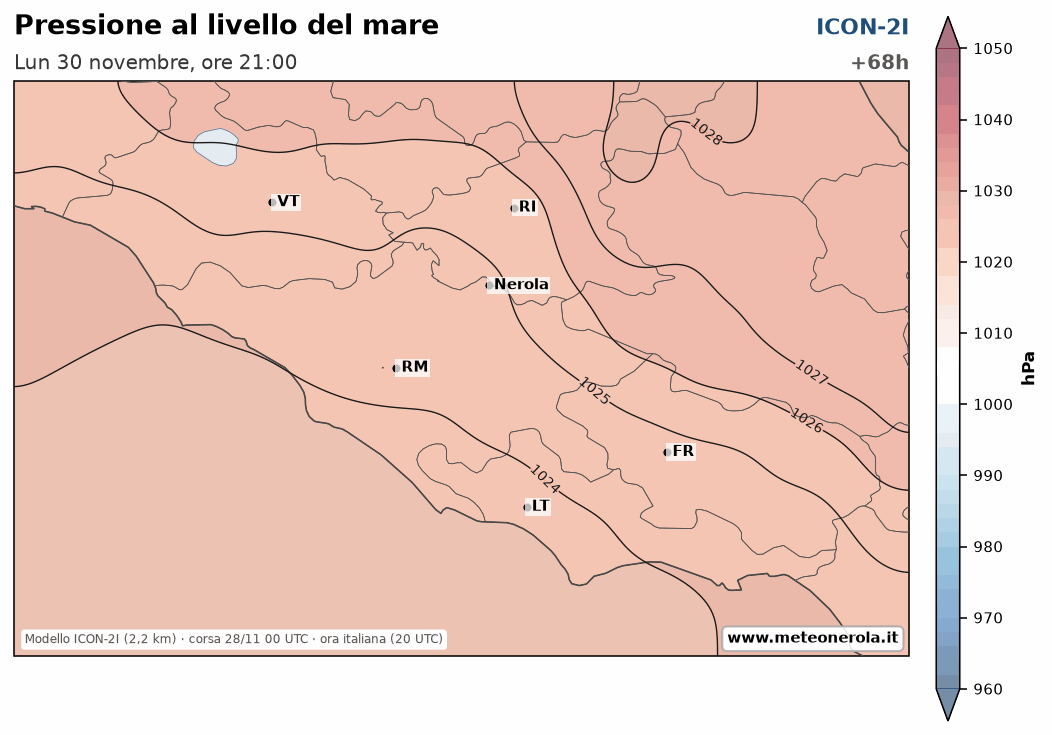 Pressione al livello del mare
ICON-2I
Lun 30 novembre, ore 21:00
+68h
1050
1040
1030
1020
1010
1000
990
980
970
960
hPa
1028
VT
RI
Nerola
RM
1027
1025
1026
FR
1024
LT
Modello ICON-2I (2,2 km) · corsa 28/11 00 UTC · ora italiana (20 UTC)
www.meteonerola.it